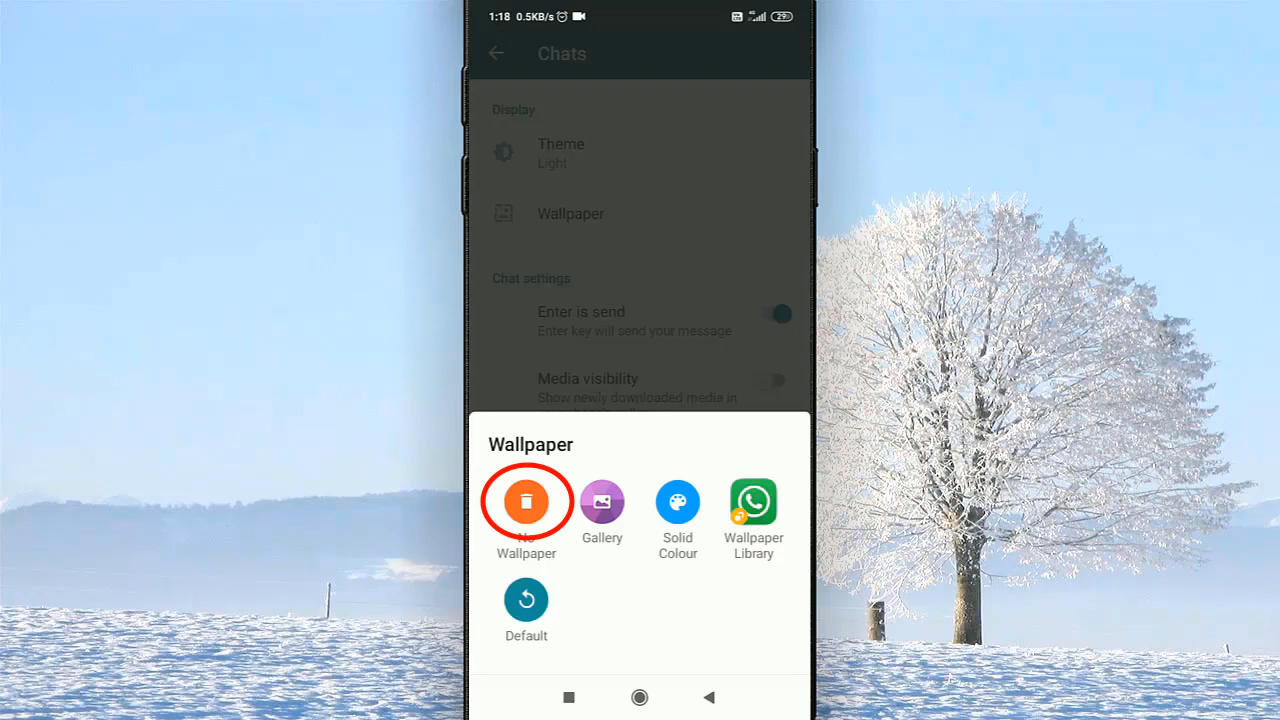 1:18 0.5KB/s 29
Chats
Display
Theme
Light
Wallpaper
Chat settings
Enter is send
Enter key will send your message
Media visibility
Show newly downloaded media in
Wallpaper
No Wallpaper
Gallery
Solid Colour
Wallpaper Library
Default